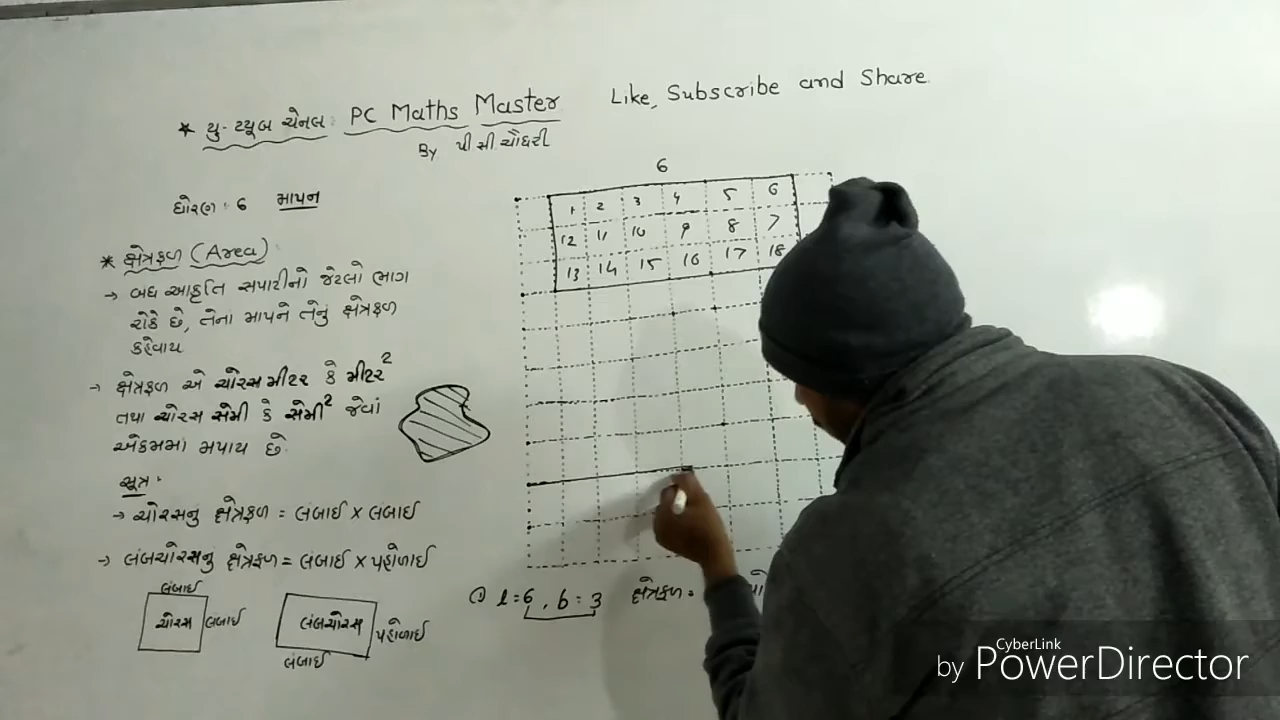 * યુ-ટ્યૂબ ચેનલ : PC Maths Master
Like, Subscribe and Share
By પી સી ચૌધરી
ધોરણ : 6 માપન
* ક્ષેત્રફળ (Area)
→ બંધ આકૃતિ સપાટીનો જેટલો ભાગ
રોકે છે, તેના માપને તેનું ક્ષેત્રફળ
કહેવાય
→ ક્ષેત્રફળ એ ચોરસ મીટર કે મીટર²
તથા ચોરસ સેમી કે સેમી² જેવાં
એકમમાં મપાય છે.
સૂત્ર :
→ ચોરસનું ક્ષેત્રફળ = લંબાઈ × લંબાઈ
→ લંબચોરસનું ક્ષેત્રફળ = લંબાઈ × પહોળાઈ
લંબાઈ
ચોરસ લંબાઈ
લંબચોરસ પહોળાઈ
લંબાઈ
6
1 2 3 4 5 6
12 11 10 9 8 7
13 14 15 16 17 18
① l = 6 , b = 3 ક્ષેત્રફળ =
CyberLink
by PowerDirector